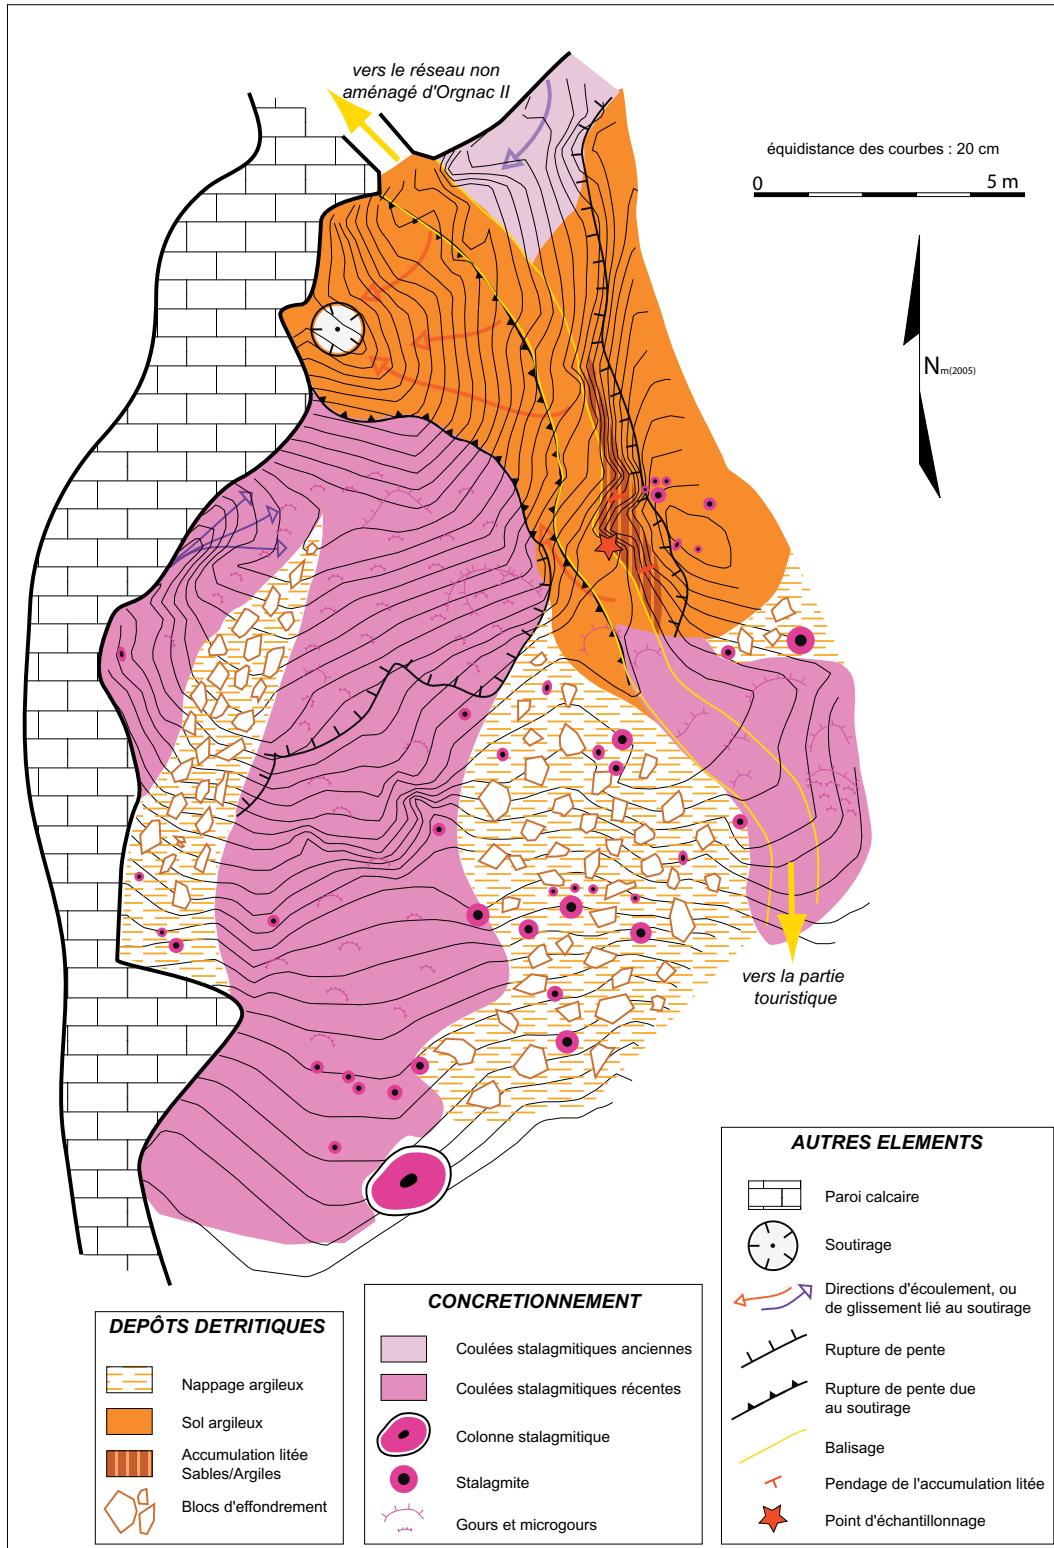 vers le réseau non
aménagé d'Orgnac II
équidistance des courbes : 20 cm
0 5 m
Nm(2005)
vers la partie
touristique
DEPÔTS DETRITIQUES
Nappage argileux
Sol argileux
Accumulation litée
Sables/Argiles
Blocs d'effondrement
CONCRETIONNEMENT
Coulées stalagmitiques anciennes
Coulées stalagmitiques récentes
Colonne stalagmitique
Stalagmite
Gours et microgours
AUTRES ELEMENTS
Paroi calcaire
Soutirage
Directions d'écoulement, ou
de glissement lié au soutirage
Rupture de pente
Rupture de pente due
au soutirage
Balisage
Pendage de l'accumulation litée
Point d'échantillonnage